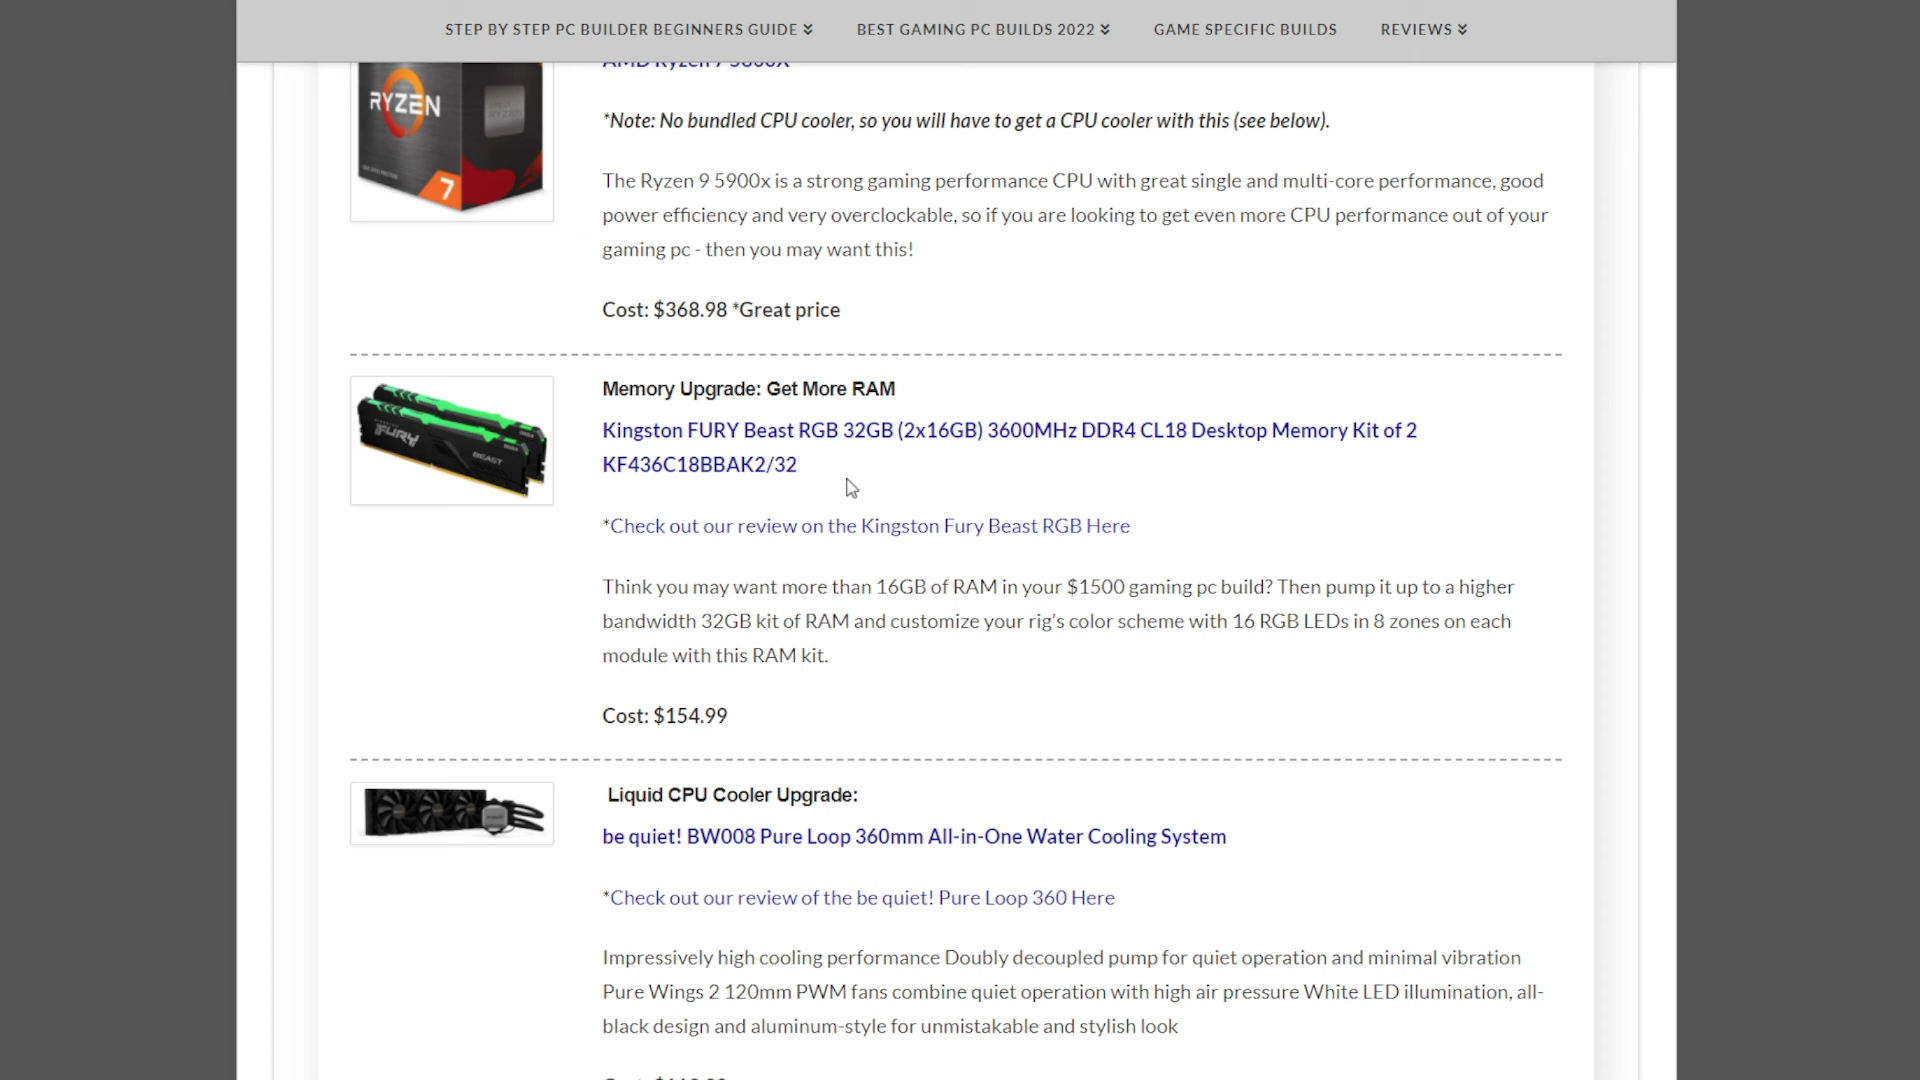 STEP BY STEP PC BUILDER BEGINNERS GUIDE
BEST GAMING PC BUILDS 2022
GAME SPECIFIC BUILDS
REVIEWS
AMD Ryzen 7 5800X
RYZEN
7
*Note: No bundled CPU cooler, so you will have to get a CPU cooler with this (see below).
The Ryzen 9 5900x is a strong gaming performance CPU with great single and multi-core performance, good
power efficiency and very overclockable, so if you are looking to get even more CPU performance out of your
gaming pc - then you may want this!
Cost: $368.98 *Great price
FURY
BEAST
Memory Upgrade: Get More RAM
Kingston FURY Beast RGB 32GB (2x16GB) 3600MHz DDR4 CL18 Desktop Memory Kit of 2
KF436C18BBAK2/32
*Check out our review on the Kingston Fury Beast RGB Here
Think you may want more than 16GB of RAM in your $1500 gaming pc build? Then pump it up to a higher
bandwidth 32GB kit of RAM and customize your rig’s color scheme with 16 RGB LEDs in 8 zones on each
module with this RAM kit.
Cost: $154.99
Liquid CPU Cooler Upgrade:
be quiet! BW008 Pure Loop 360mm All-in-One Water Cooling System
*Check out our review of the be quiet! Pure Loop 360 Here
Impressively high cooling performance Doubly decoupled pump for quiet operation and minimal vibration
Pure Wings 2 120mm PWM fans combine quiet operation with high air pressure White LED illumination, all-
black design and aluminum-style for unmistakable and stylish look